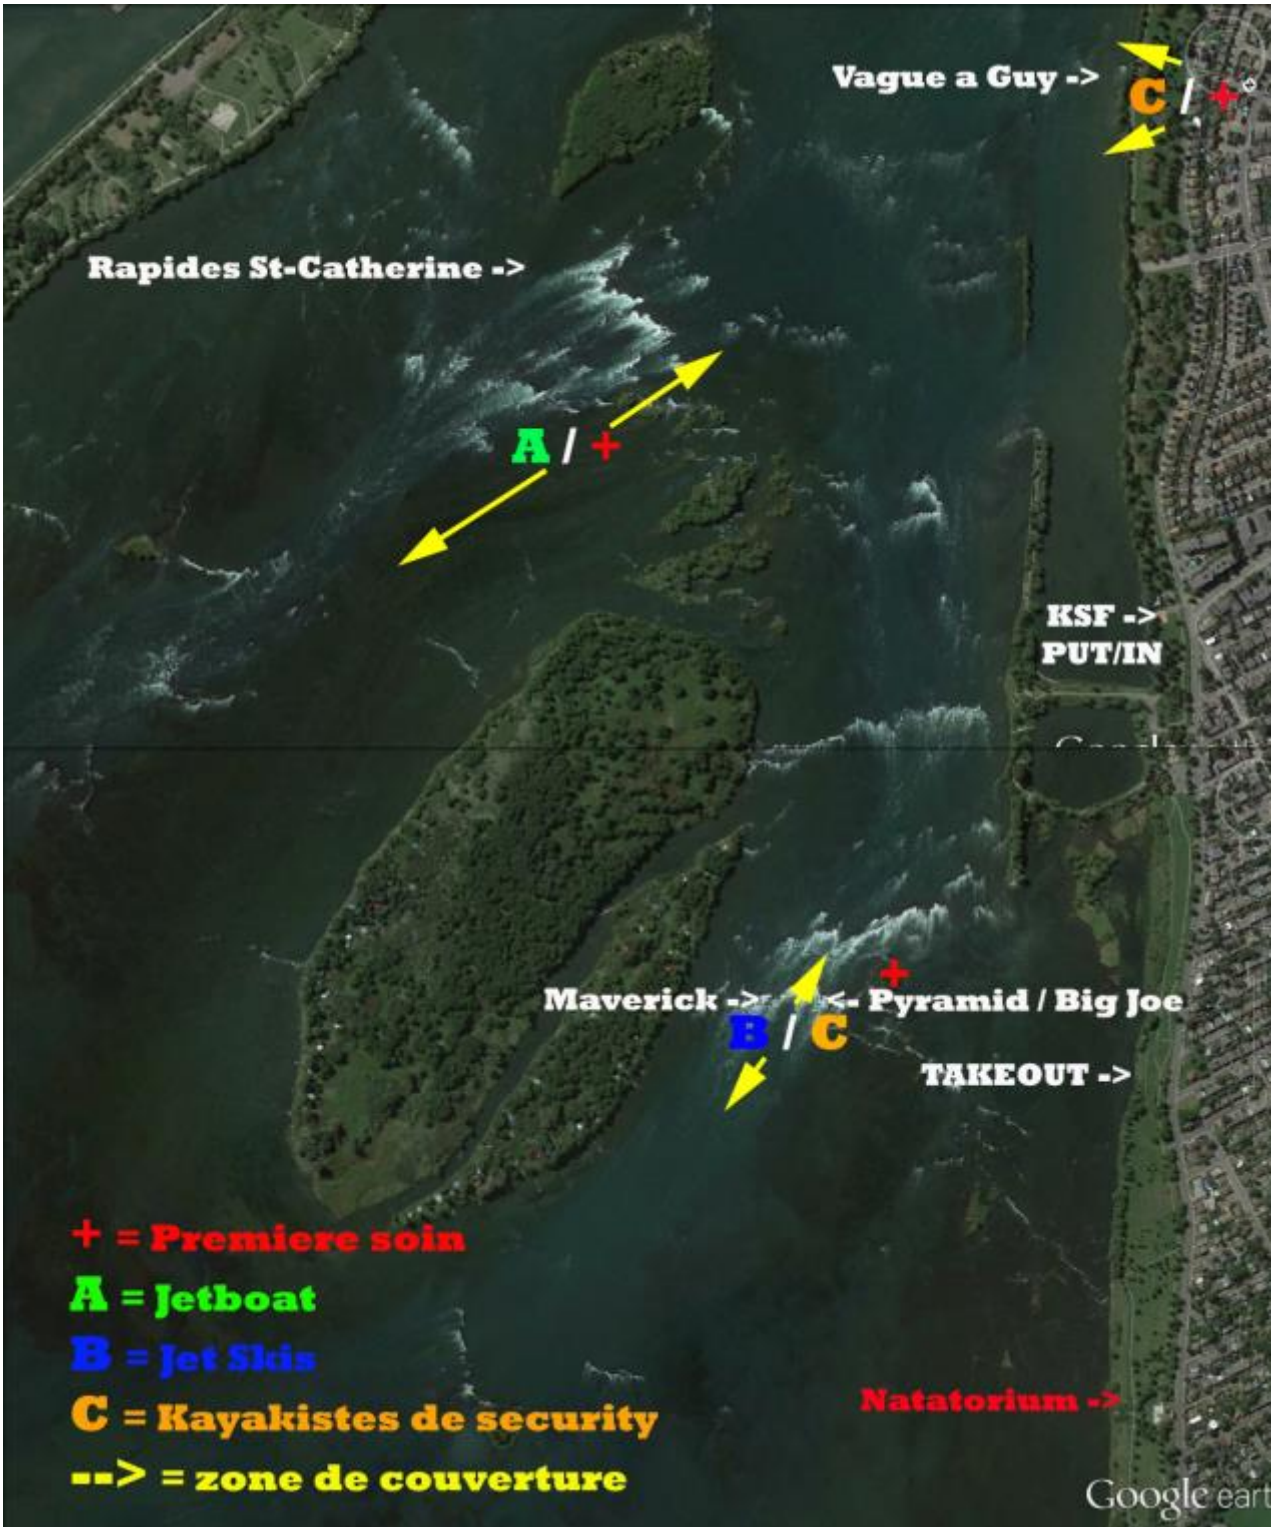 Vague a Guy ->
C / +
Rapides St-Catherine ->
A / +
KSF ->
PUT/IN
+
Maverick -> <- Pyramid / Big Joe
B / C
TAKEOUT ->
+ = Premiere soin
A = Jetboat
B = Jet Skis
C = Kayakistes de security
--> = zone de couverture
Natatorium ->
Google eart